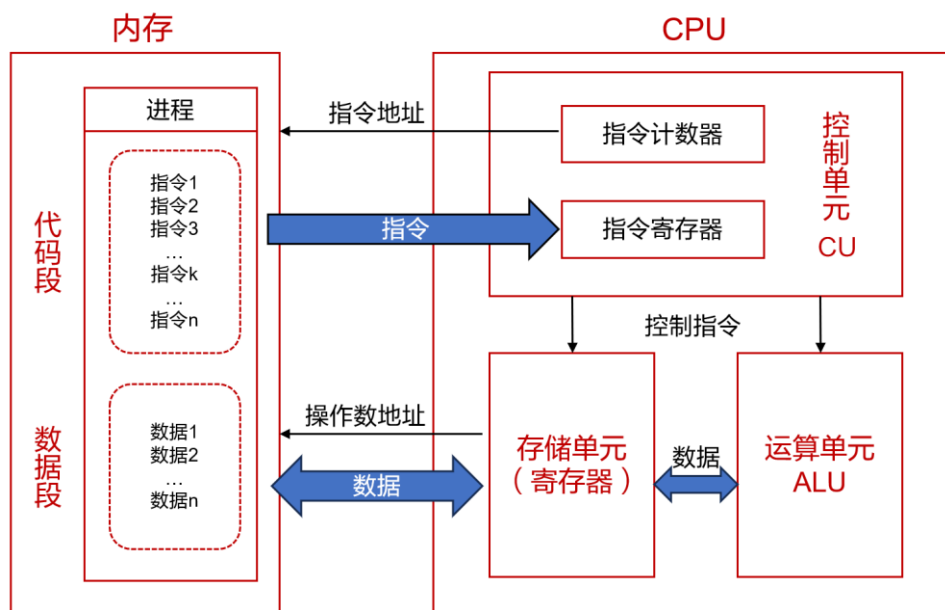 内存
CPU
进程
代码段
指令1
指令2
指令3
…
指令k
…
指令n
数据段
数据1
数据2
…
数据n
指令地址
指令
操作数地址
数据
指令计数器
指令寄存器
控制单元
CU
控制指令
存储单元
（寄存器）
数据
运算单元
ALU